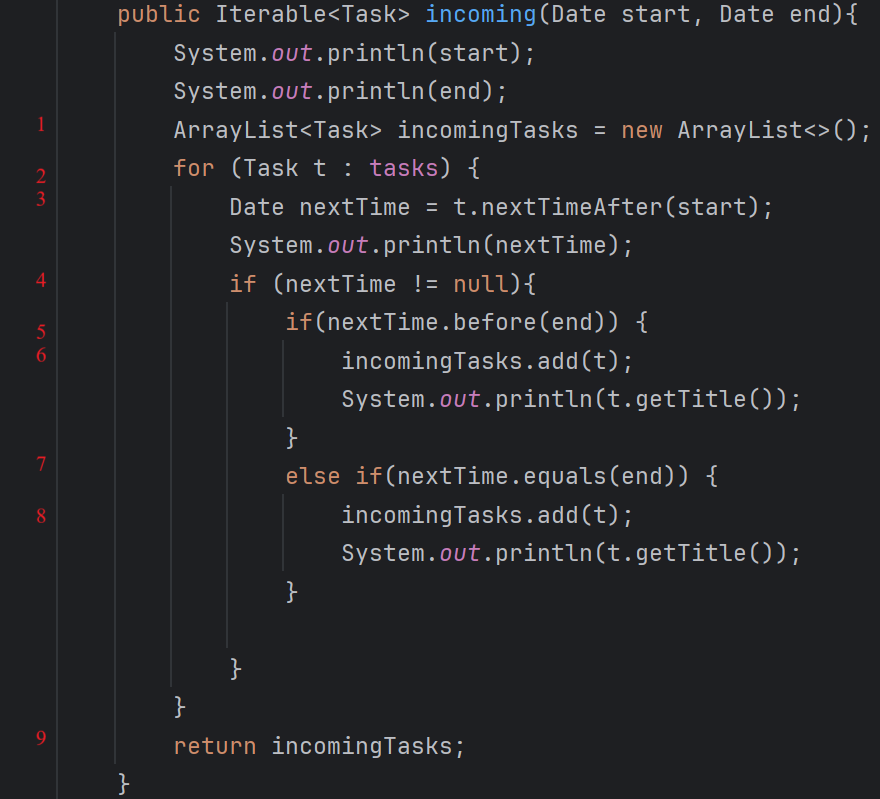 public Iterable<Task> incoming(Date start, Date end){
System.out.println(start);
System.out.println(end);
1 ArrayList<Task> incomingTasks = new ArrayList<>();
2 for (Task t : tasks) {
3 Date nextTime = t.nextTimeAfter(start);
System.out.println(nextTime);
4 if (nextTime != null){
5 if(nextTime.before(end)) {
6 incomingTasks.add(t);
System.out.println(t.getTitle());
}
7 else if(nextTime.equals(end)) {
8 incomingTasks.add(t);
System.out.println(t.getTitle());
}
}
}
9 return incomingTasks;
}